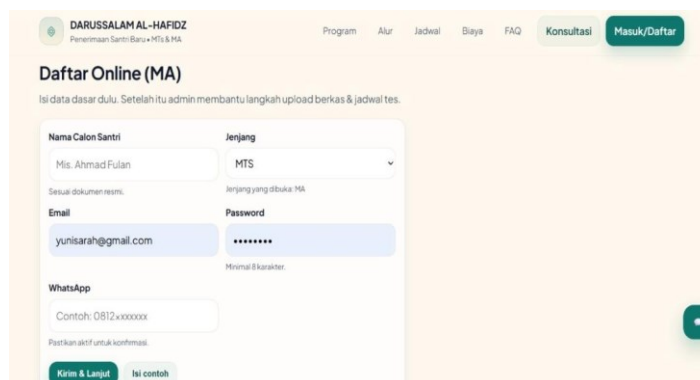 DARUSSALAM AL-HAFIDZ
Penerimaan Santri Baru • MTs & MA
Program Alur Jadwal Biaya FAQ Konsultasi Masuk/Daftar
Daftar Online (MA)
Isi data dasar dulu. Setelah itu admin membantu langkah upload berkas & jadwal tes.
Nama Calon Santri
Jenjang
Mis. Ahmad Fulan
MTS
Sesuai dokumen resmi.
Jenjang yang dibuka: MA
Email
Password
yunisarah@gmail.com
••••••••
Minimal 8 karakter.
WhatsApp
Contoh: 0812xxxxxxx
Pastikan aktif untuk konfirmasi.
Kirim & Lanjut
Isi contoh